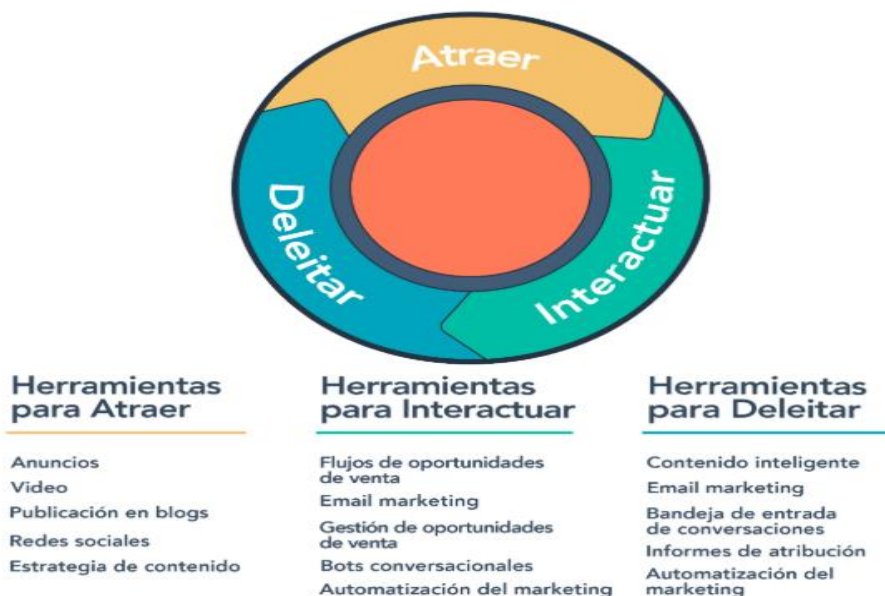 Atraer
Interactuar
Deleitar
Herramientas
para Atraer
Anuncios
Video
Publicación en blogs
Redes sociales
Estrategia de contenido
Herramientas
para Interactuar
Flujos de oportunidades
de venta
Email marketing
Gestión de oportunidades
de venta
Bots conversacionales
Automatización del marketing
Herramientas
para Deleitar
Contenido inteligente
Email marketing
Bandeja de entrada
de conversaciones
Informes de atribución
Automatización del
marketing